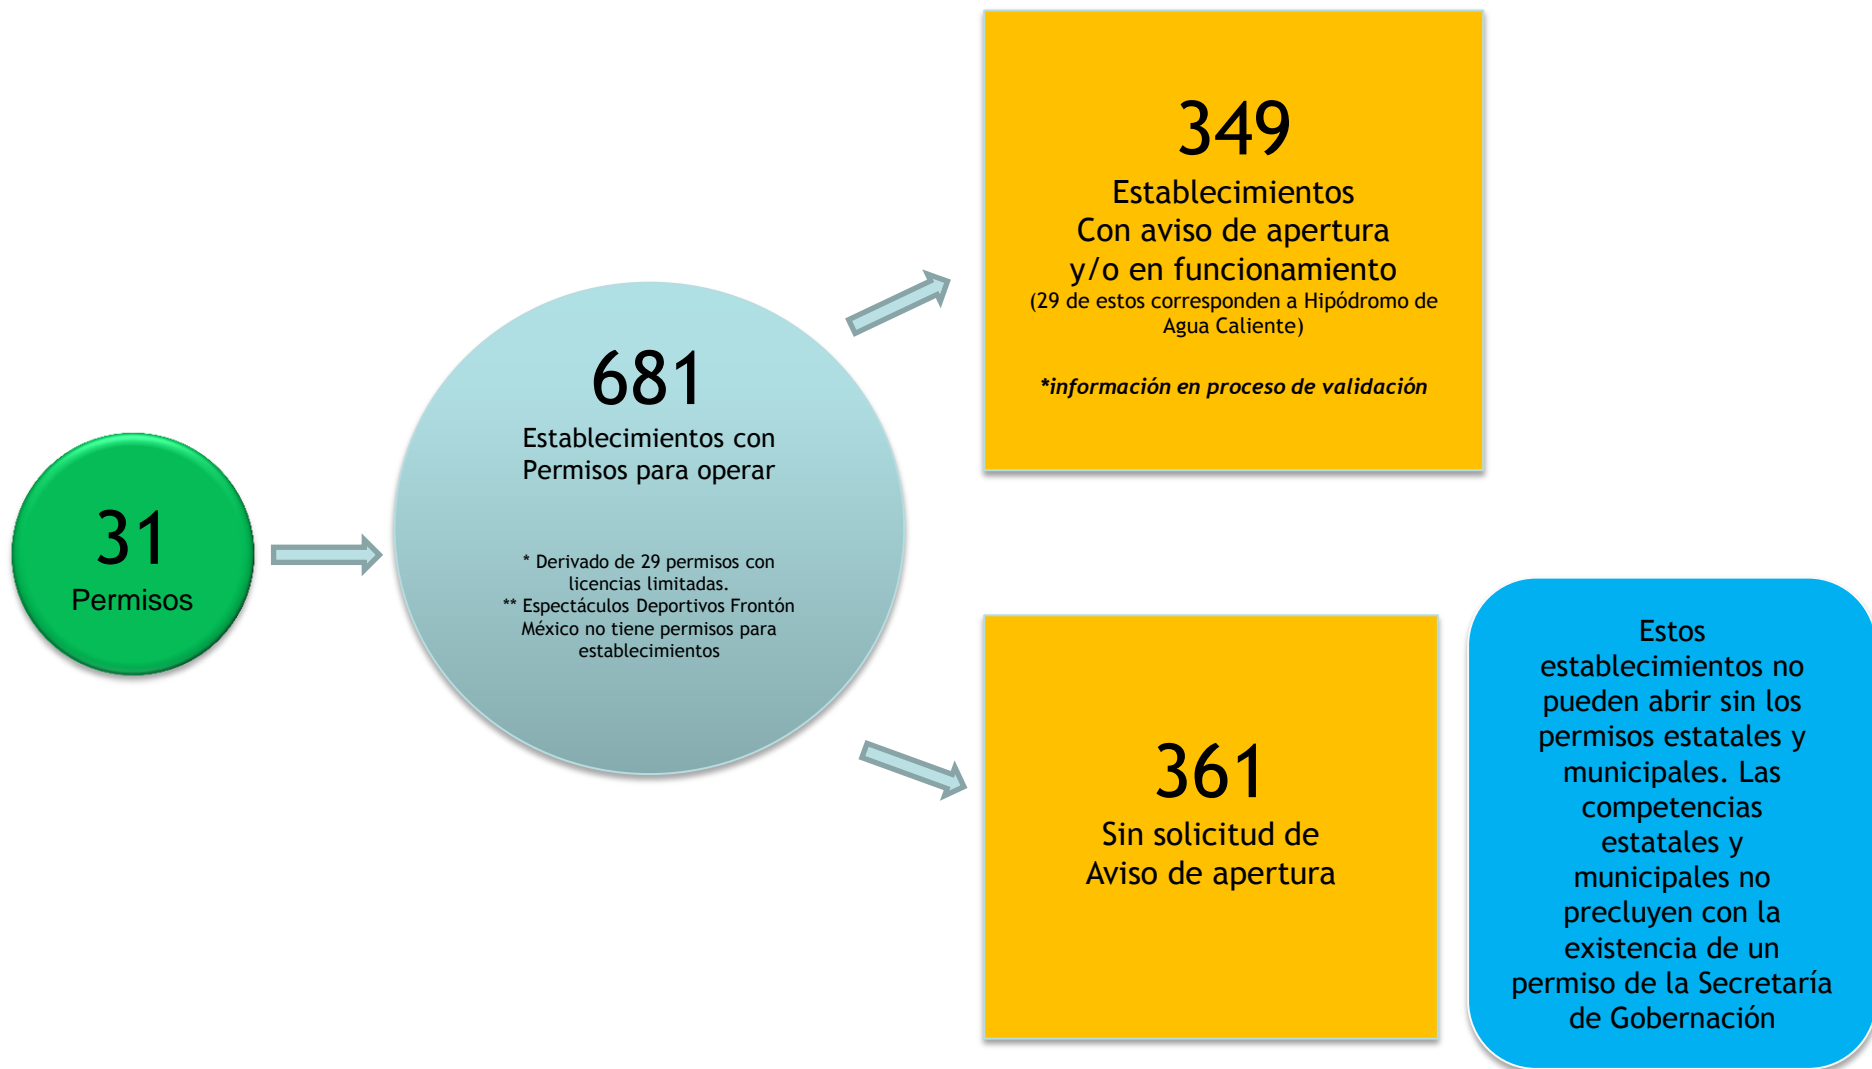 31
Permisos
681
Establecimientos con
Permisos para operar
* Derivado de 29 permisos con
licencias limitadas.
** Espectáculos Deportivos Frontón
México no tiene permisos para
establecimientos
349
Establecimientos
Con aviso de apertura
y/o en funcionamiento
(29 de estos corresponden a Hipódromo de
Agua Caliente)
*información en proceso de validación
361
Sin solicitud de
Aviso de apertura
Estos
establecimientos no
pueden abrir sin los
permisos estatales y
municipales. Las
competencias
estatales y
municipales no
precluyen con la
existencia de un
permiso de la Secretaría
de Gobernación